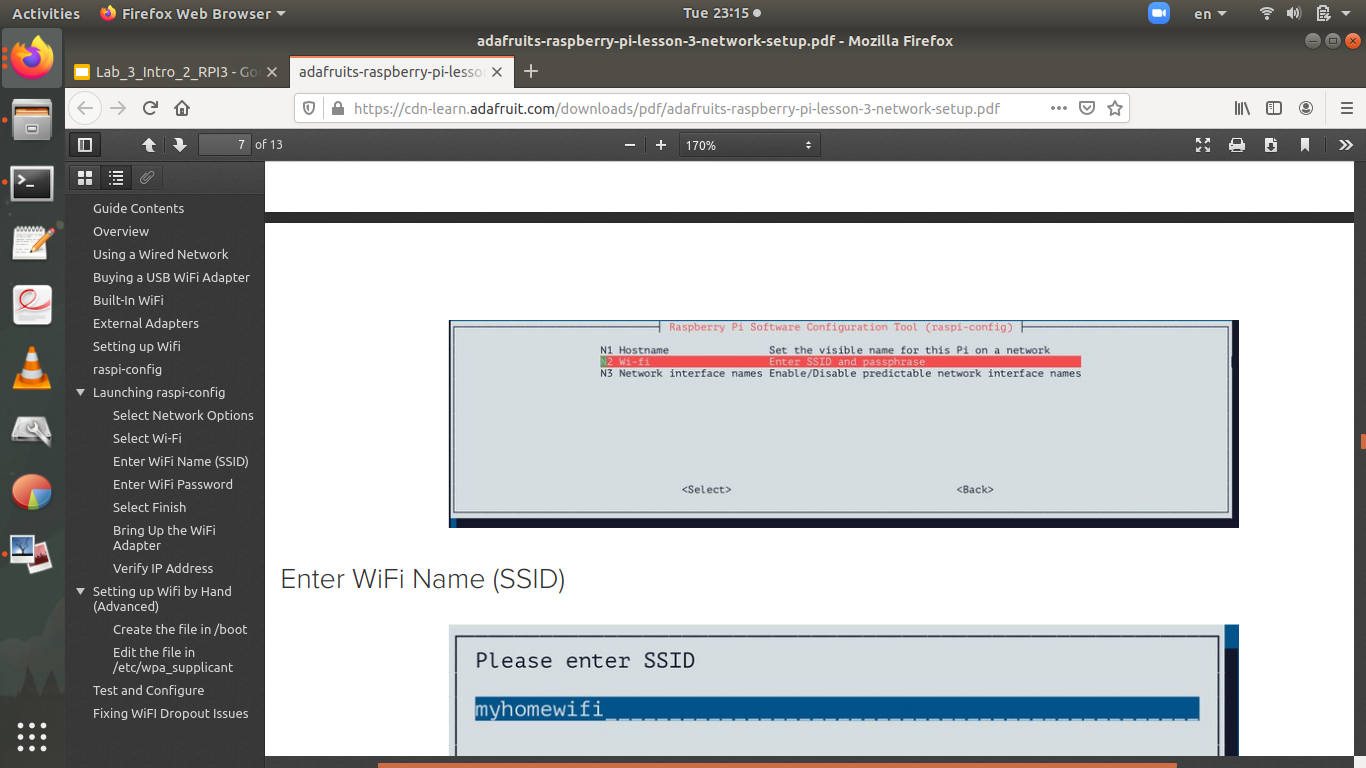 Activities
Firefox Web Browser
Tue 23:15
en
adafruits-raspberry-pi-lesson-3-network-setup.pdf - Mozilla Firefox
Lab_3_Intro_2_RPI3 - Go
adafruits-raspberry-pi-lesso
https://cdn-learn.adafruit.com/downloads/pdf/adafruits-raspberry-pi-lesson-3-network-setup.pdf
7 of 13
170%
Guide Contents
Overview
Using a Wired Network
Buying a USB WiFi Adapter
Built-In WiFi
External Adapters
Setting up Wifi
raspi-config
Launching raspi-config
Select Network Options
Select Wi-Fi
Enter WiFi Name (SSID)
Enter WiFi Password
Select Finish
Bring Up the WiFi
Adapter
Verify IP Address
Setting up Wifi by Hand
(Advanced)
Create the file in /boot
Edit the file in
/etc/wpa_supplicant
Test and Configure
Fixing WiFI Dropout Issues
Raspberry Pi Software Configuration Tool (raspi-config)
N1 Hostname Set the visible name for this Pi on a network
N2 Wi-fi Enter SSID and passphrase
N3 Network interface names Enable/Disable predictable network interface names
<Select> <Back>
Enter WiFi Name (SSID)
Please enter SSID
myhomewifi